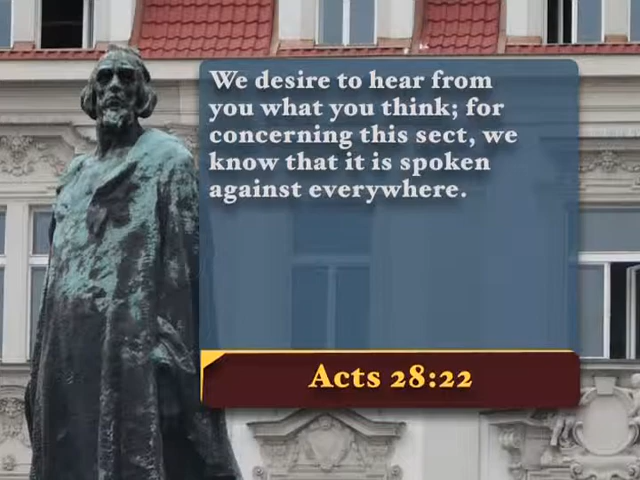 We desire to hear from
you what you think; for
concerning this sect, we
know that it is spoken
against everywhere.
Acts 28:22